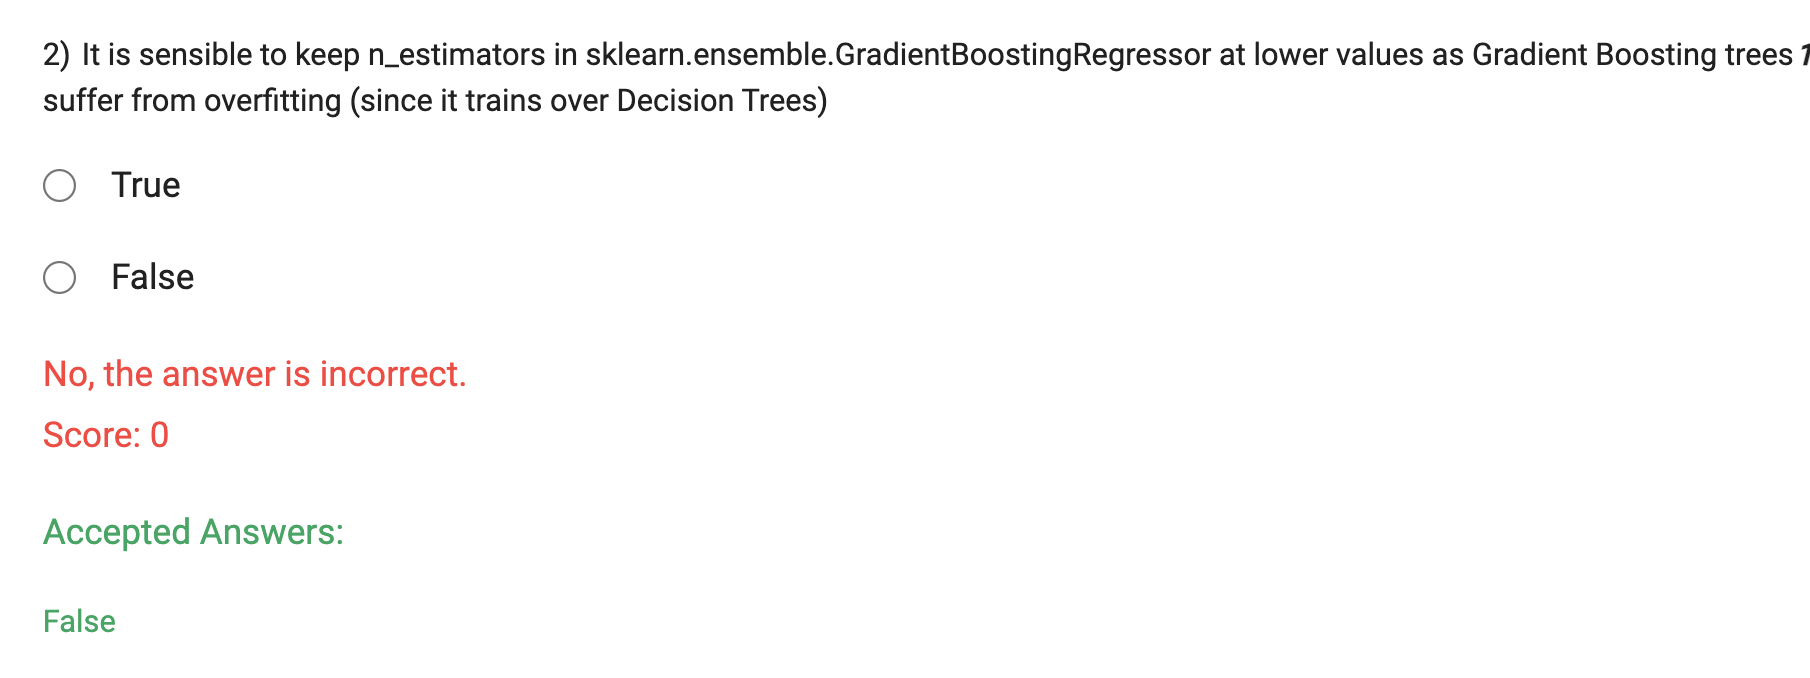 2) It is sensible to keep n_estimators in sklearn.ensemble.GradientBoostingRegressor at lower values as Gradient Boosting trees 1
suffer from overfitting (since it trains over Decision Trees)
True
False
No, the answer is incorrect.
Score: 0
Accepted Answers:
False